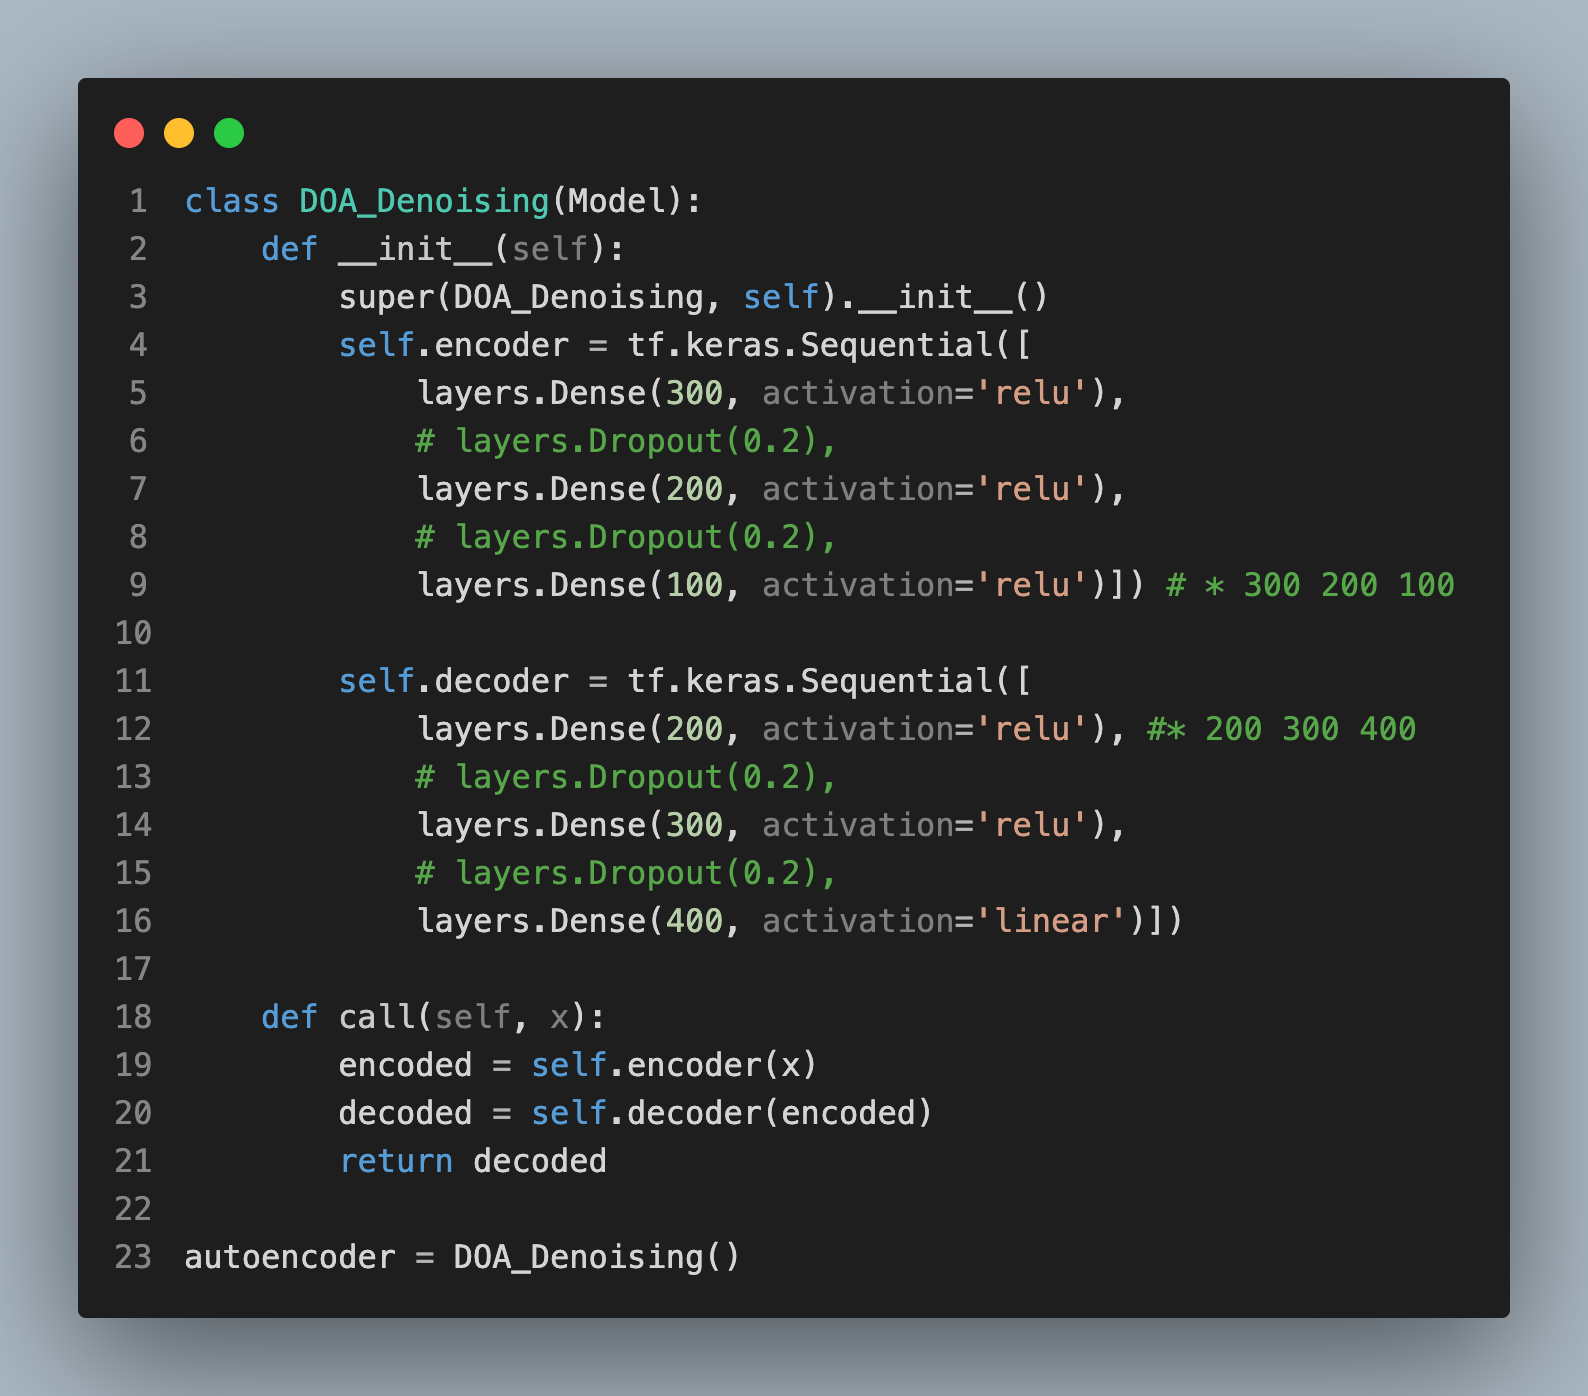 1 class DOA_Denoising(Model):
2     def __init__(self):
3         super(DOA_Denoising, self).__init__()
4         self.encoder = tf.keras.Sequential([
5             layers.Dense(300, activation='relu'),
6             # layers.Dropout(0.2),
7             layers.Dense(200, activation='relu'),
8             # layers.Dropout(0.2),
9             layers.Dense(100, activation='relu')]) # * 300 200 100
10
11         self.decoder = tf.keras.Sequential([
12             layers.Dense(200, activation='relu'), #* 200 300 400
13             # layers.Dropout(0.2),
14             layers.Dense(300, activation='relu'),
15             # layers.Dropout(0.2),
16             layers.Dense(400, activation='linear')])
17
18     def call(self, x):
19         encoded = self.encoder(x)
20         decoded = self.decoder(encoded)
21         return decoded
22
23 autoencoder = DOA_Denoising()